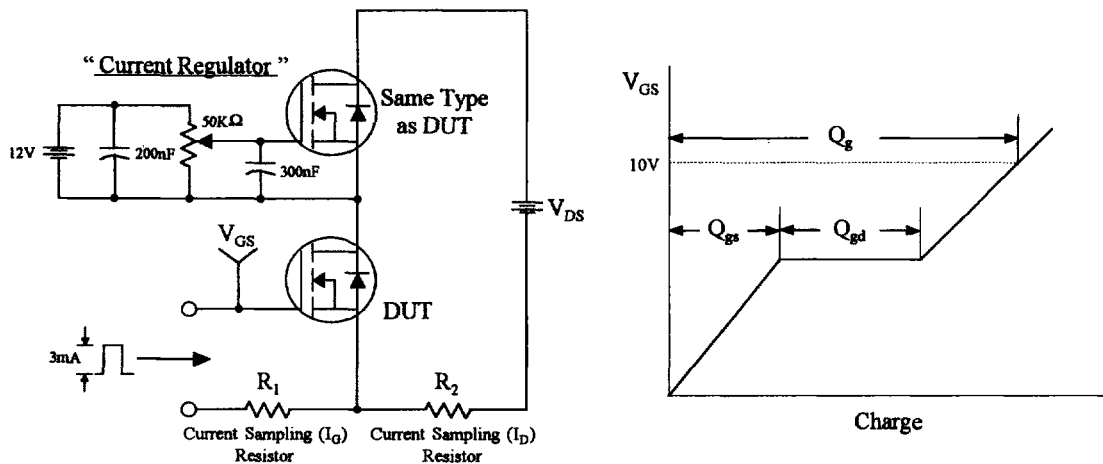 “ Current Regulator ”
Same Type
as DUT
50KΩ
12V
200nF
300nF
V_DS
V_GS
DUT
3mA
R_1
R_2
Current Sampling (I_G)
Resistor
Current Sampling (I_D)
Resistor
V_GS
Q_g
10V
Q_gs
Q_gd
Charge